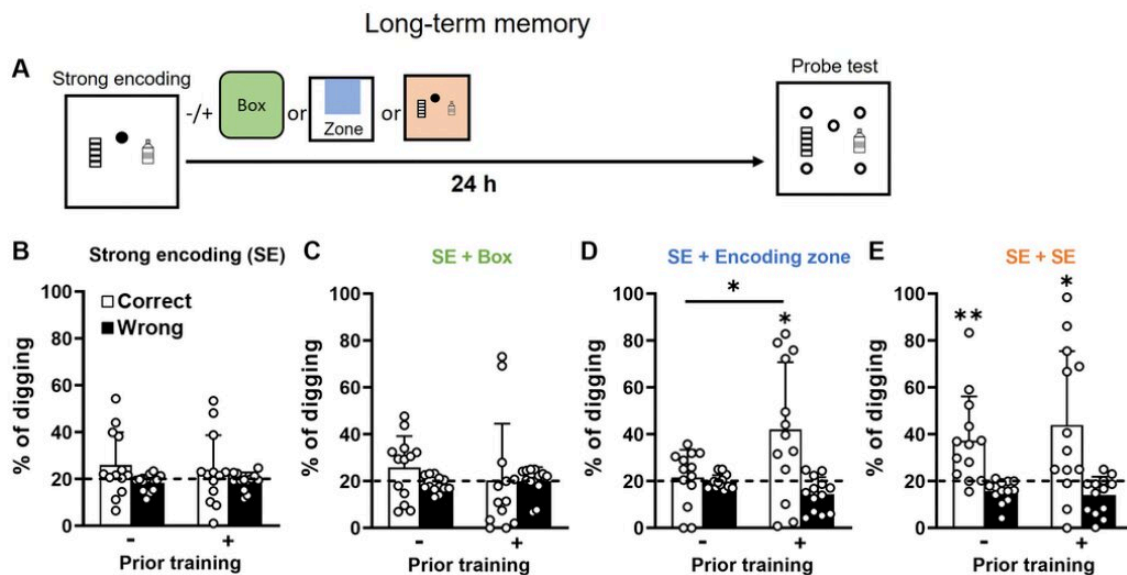 Long-term memory
A
Strong encoding
-/+
Box
or
Zone
or
24 h
Probe test
B
Strong encoding (SE)
C
SE + Box
D
SE + Encoding zone
E
SE + SE
% of digging
100
80
60
40
20
0
Correct
Wrong
-
+
Prior training
% of digging
100
80
60
40
20
0
-
+
Prior training
% of digging
100
80
60
40
20
0
*
*
-
+
Prior training
% of digging
100
80
60
40
20
0
**
*
-
+
Prior training